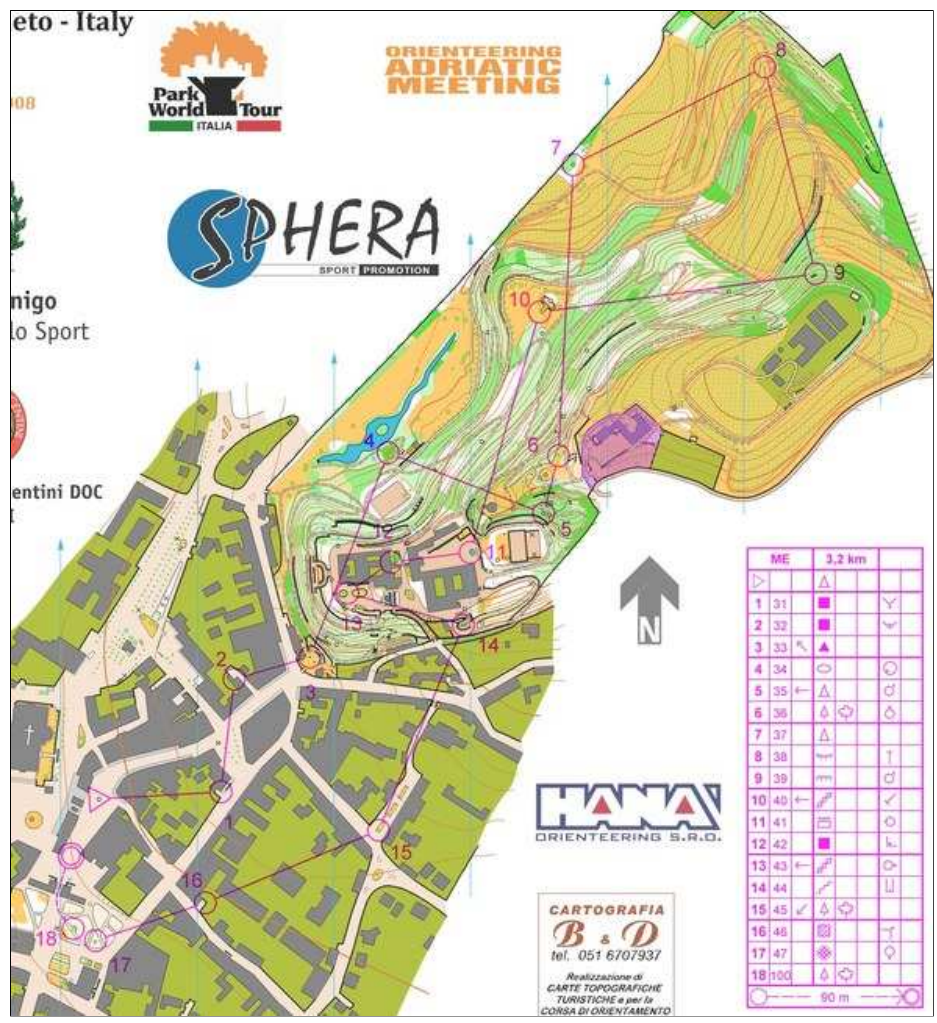 eto - Italy
Park
World Tour
ITALIA
ORIENTEERING
ADRIATIC
MEETING
08
SPHERA
SPORT PROMOTION
nigo
lo Sport
entini DOC
8
7
9
10
4
6
5
12
11
13
14
2
3
1
15
16
18
17
N
ME 3,2 km
1 31
2 32
3 33
4 34
5 35
6 36
7 37
8 38
9 39
10 40
11 41
12 42
13 43
14 44
15 45
16 46
17 47
18 100
90 m
HANA
ORIENTEERING S.R.O.
CARTOGRAFIA
B & D
tel. 051 6707937
Realizzazione di
CARTE TOPOGRAFICHE
TURISTICHE e per la
CORSA DI ORIENTAMENTO